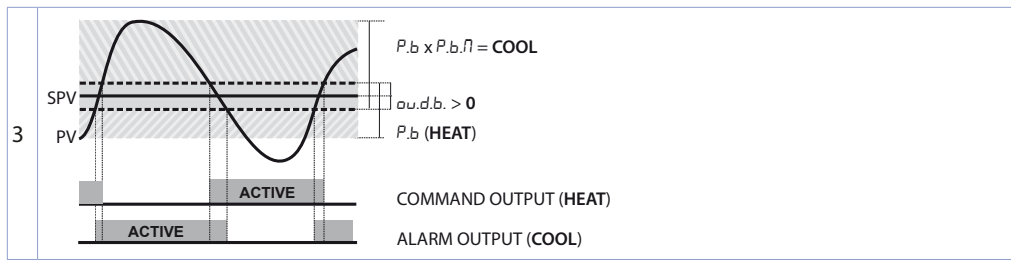 3
P.b x P.b.M = COOL
SPV
ou.d.b. > 0
PV
P.b (HEAT)
ACTIVE
COMMAND OUTPUT (HEAT)
ACTIVE
ALARM OUTPUT (COOL)